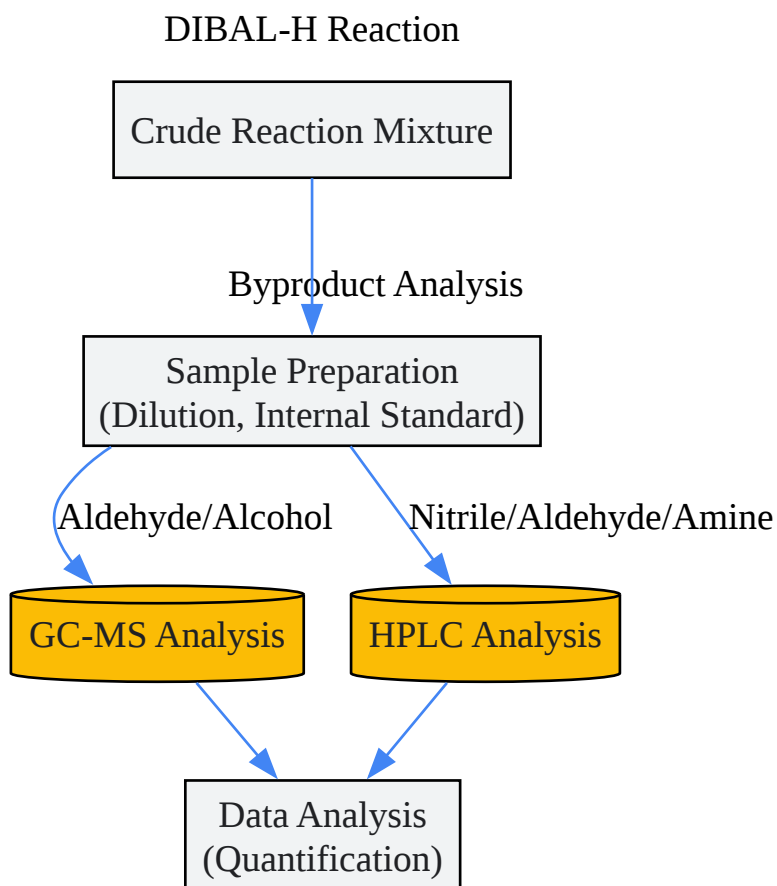 DIBAL-H Reaction
Crude Reaction Mixture
Byproduct Analysis
Sample Preparation
(Dilution, Internal Standard)
Aldehyde/Alcohol
Nitrile/Aldehyde/Amine
GC-MS Analysis
HPLC Analysis
Data Analysis
(Quantification)